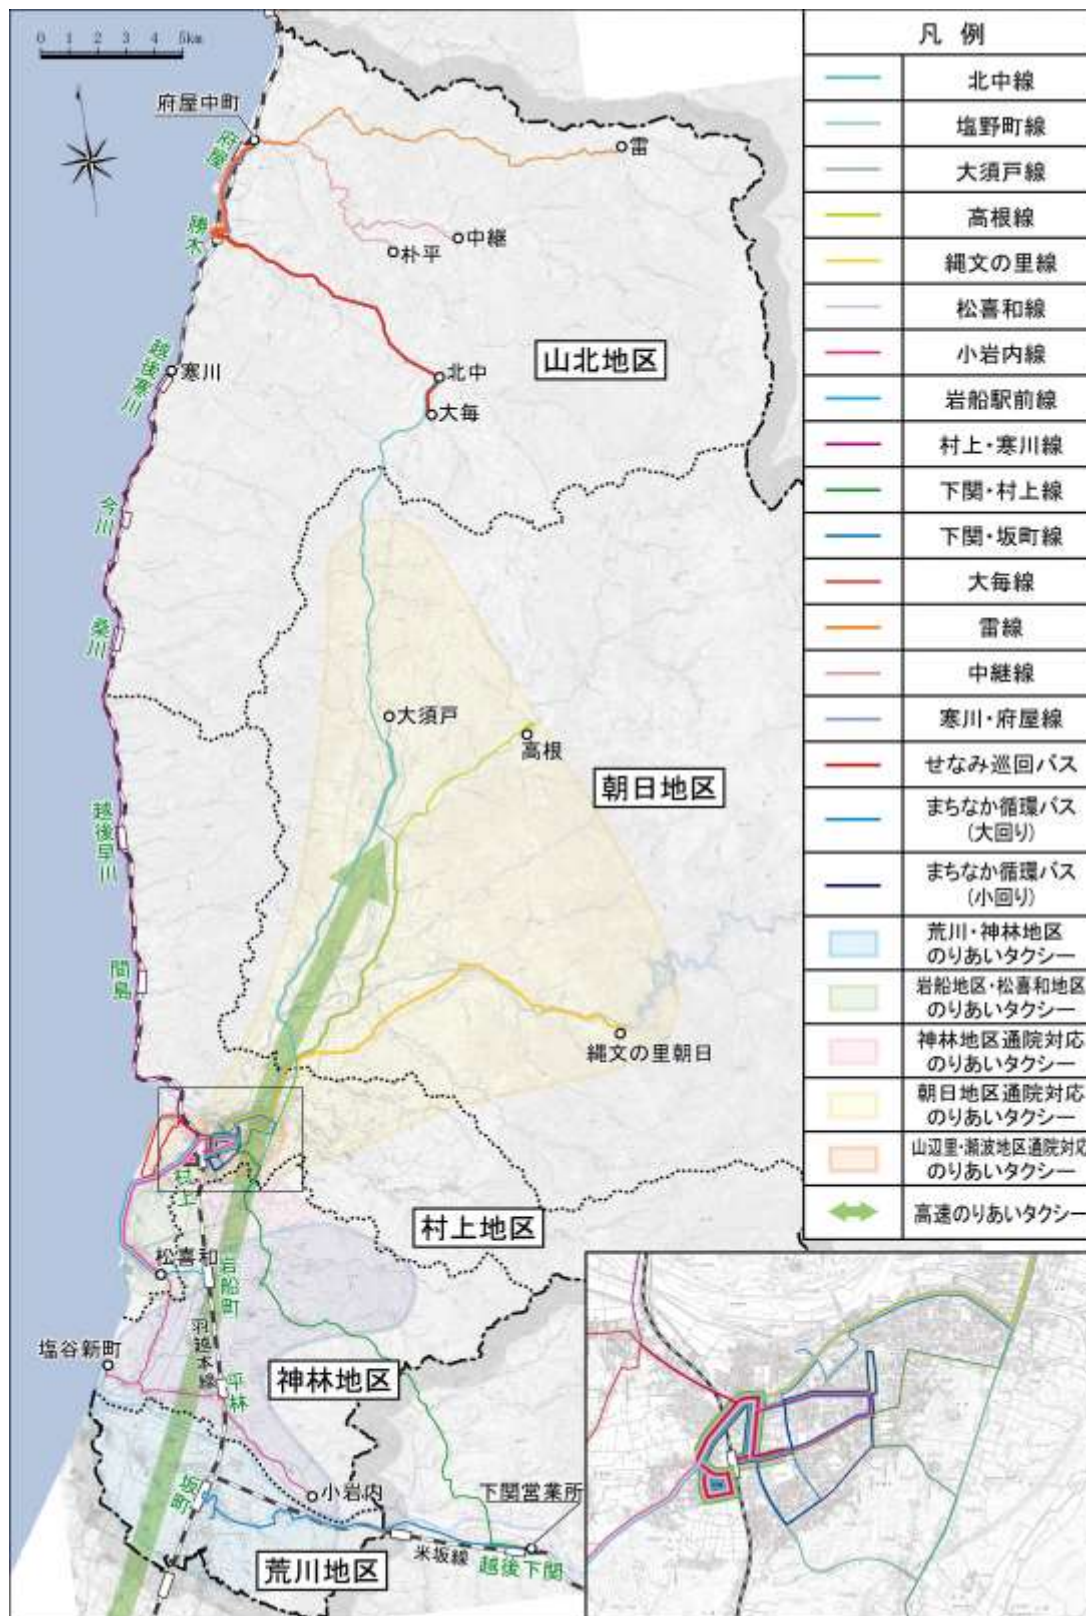 0 1 2 3 4 5km
府屋中町
府屋
勝木
雷
中継
朴平
北中
大毎
山北地区
越後寒川
寒川
今川
桑川
大須戸
高根
朝日地区
越後早川
間島
縄文の里朝日
村上
村上地区
松喜和
岩船町
羽越本線
塩谷新町
平林
神林地区
坂町
小岩内
下関営業所
米坂線
越後下関
荒川地区
凡例
北中線
塩野町線
大須戸線
高根線
縄文の里線
松喜和線
小岩内線
岩船駅前線
村上・寒川線
下関・村上線
下関・坂町線
大毎線
雷線
中継線
寒川・府屋線
せなみ巡回バス
まちなか循環バス
(大回り)
まちなか循環バス
(小回り)
荒川・神林地区
のりあいタクシー
岩船地区・松喜和地区
のりあいタクシー
神林地区通院対応
のりあいタクシー
朝日地区通院対応
のりあいタクシー
山辺里・瀬波地区通院対応
のりあいタクシー
高速のりあいタクシー